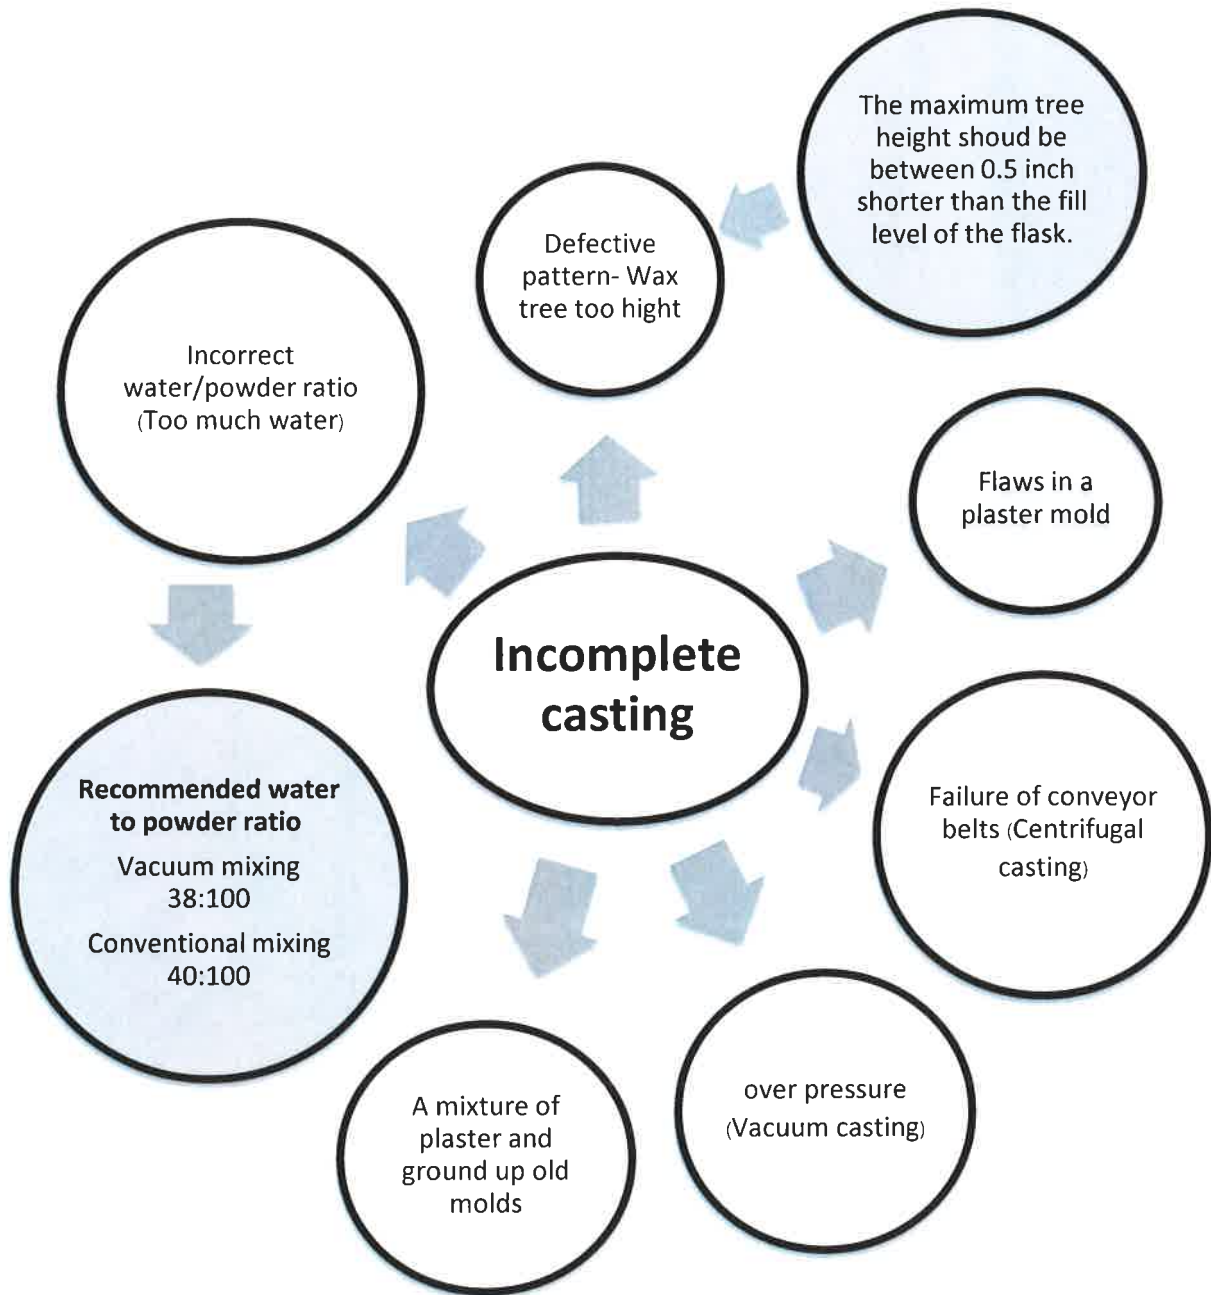 The maximum tree
height shoud be
between 0.5 inch
shorter than the fill
level of the flask.
Defective
pattern- Wax
tree too hight
Incorrect
water/powder ratio
(Too much water)
Flaws in a
plaster mold
Incomplete
casting
Recommended water
to powder ratio
Vacuum mixing
38:100
Conventional mixing
40:100
Failure of conveyor
belts (Centrifugal
casting)
over pressure
(Vacuum casting)
A mixture of
plaster and
ground up old
molds